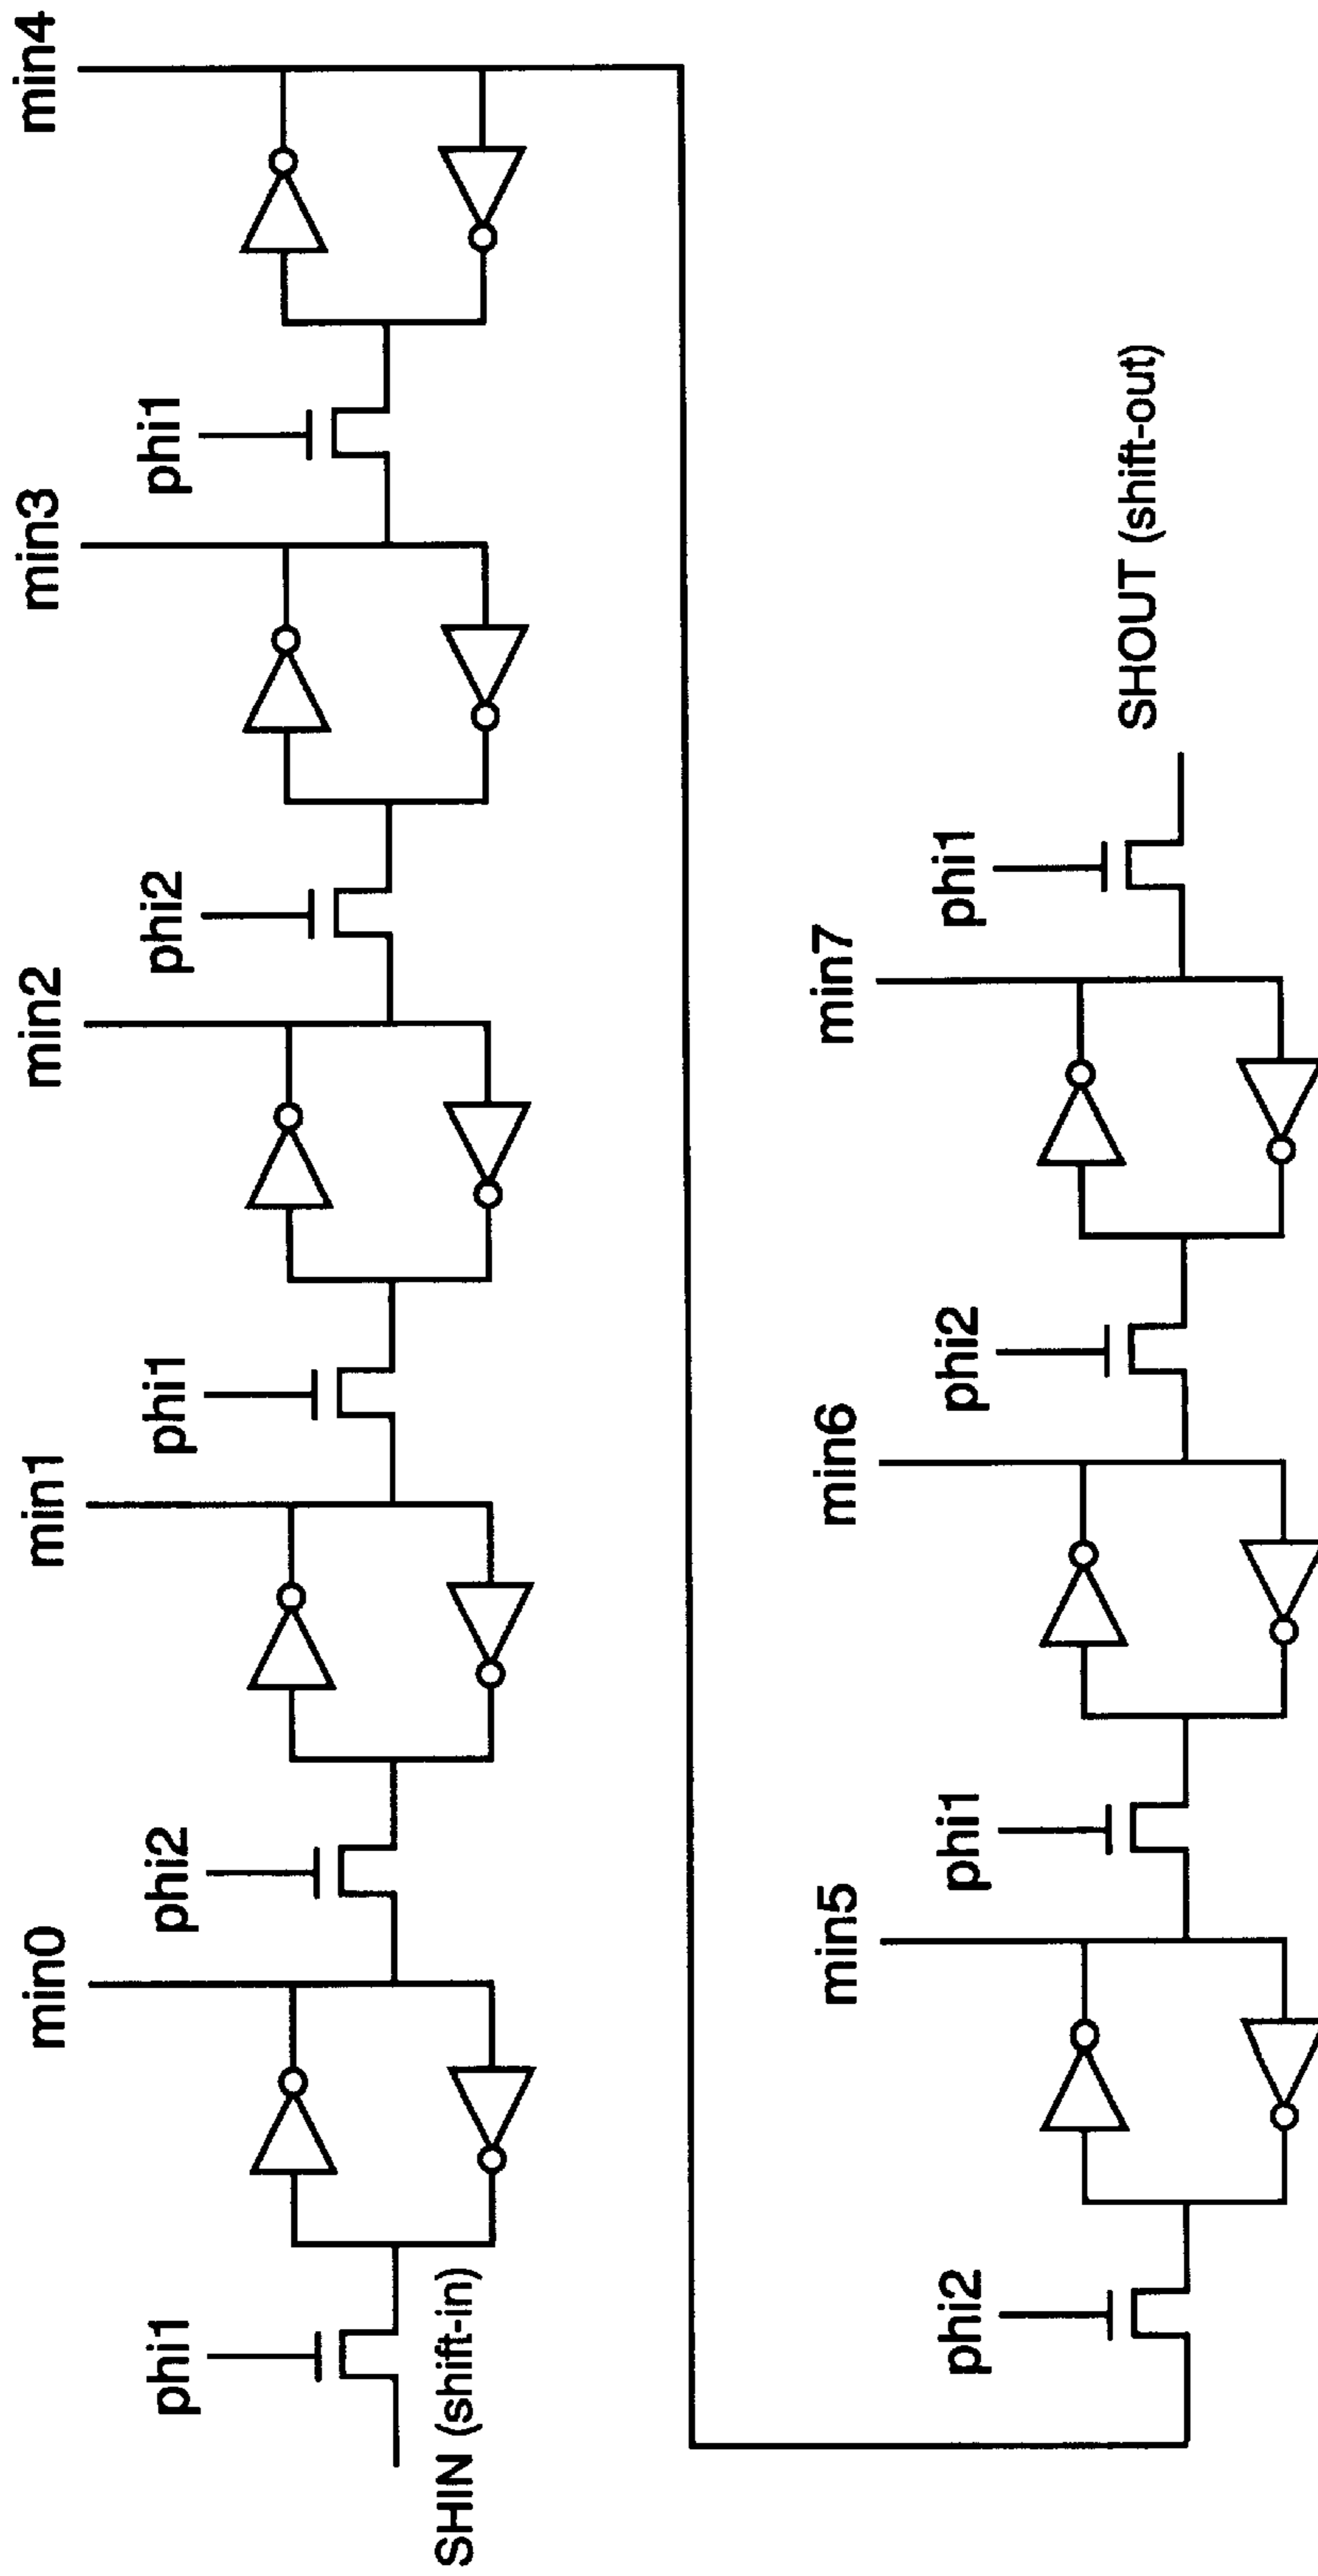 min0
min1
min2
min3
min4
phi1
phi2
phi1
phi2
phi1
SHIN (shift-in)
min5
min6
min7
phi2
phi1
phi2
phi1
SHOUT (shift-out)